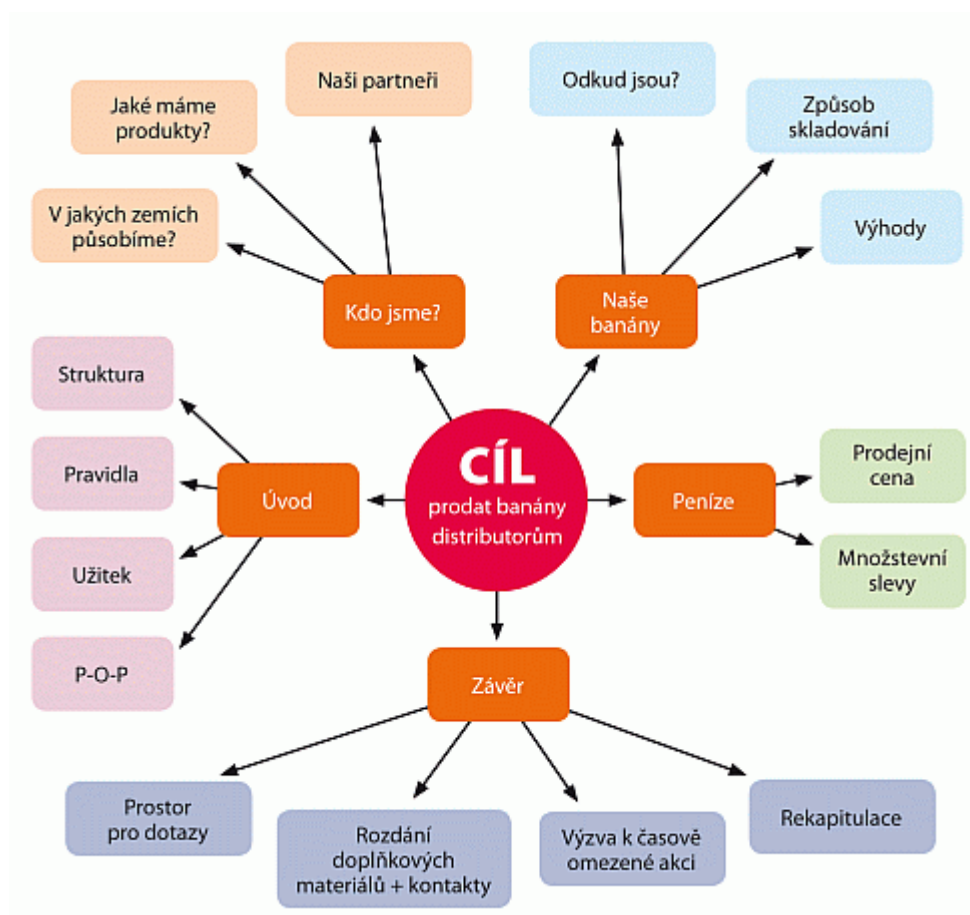 Naši partneři
Odkud jsou?
Jaké máme
produkty?
Způsob
skladování
V jakých zemích
působíme?
Výhody
Kdo jsme?
Naše
banány
Struktura
Pravidla
Užitek
P-O-P
Úvod
CÍL
prodat banány
distributorům
Peníze
Prodejní
cena
Množstevní
slevy
Závěr
Prostor
pro dotazy
Rozdání
doplňkových
materiálů + kontakty
Výzva k časově
omezené akci
Rekapitulace